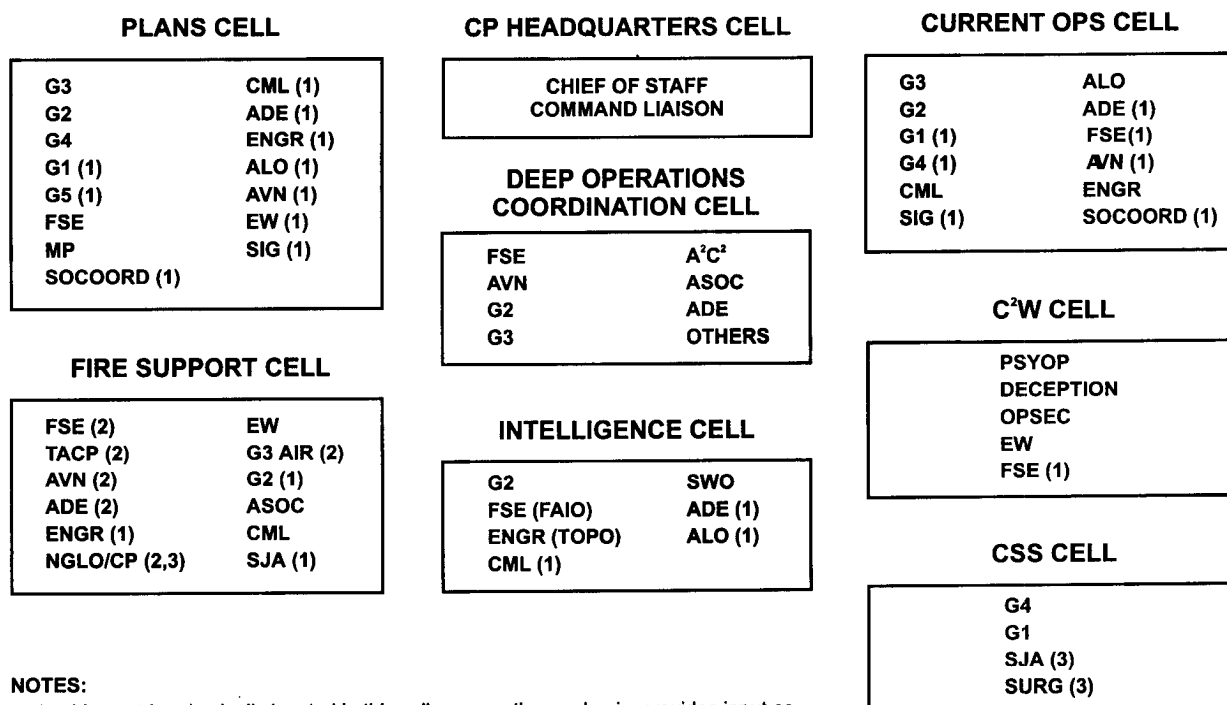 PLANS CELL
G3
G2
G4
G1 (1)
G5 (1)
FSE
MP
SOCOORD (1)
CML (1)
ADE (1)
ENGR (1)
ALO (1)
AVN (1)
EW (1)
SIG (1)
FIRE SUPPORT CELL
FSE (2)
TACP (2)
AVN (2)
ADE (2)
ENGR (1)
NGLO/CP (2,3)
EW
G3 AIR (2)
G2 (1)
ASOC
CML
SJA (1)
NOTES:
CP HEADQUARTERS CELL
CHIEF OF STAFF
COMMAND LIAISON
DEEP OPERATIONS
COORDINATION CELL
FSE
AVN
G2
G3
A²C²
ASOC
ADE
OTHERS
INTELLIGENCE CELL
G2
FSE (FAIO)
ENGR (TOPO)
CML (1)
SWO
ADE (1)
ALO (1)
CURRENT OPS CELL
G3
G2
G1 (1)
G4 (1)
CML
SIG (1)
ALO
ADE (1)
FSE(1)
AVN (1)
ENGR
SOCOORD (1)
C²W CELL
PSYOP
DECEPTION
OPSEC
EW
FSE (1)
CSS CELL
G4
G1
SJA (3)
SURG (3)